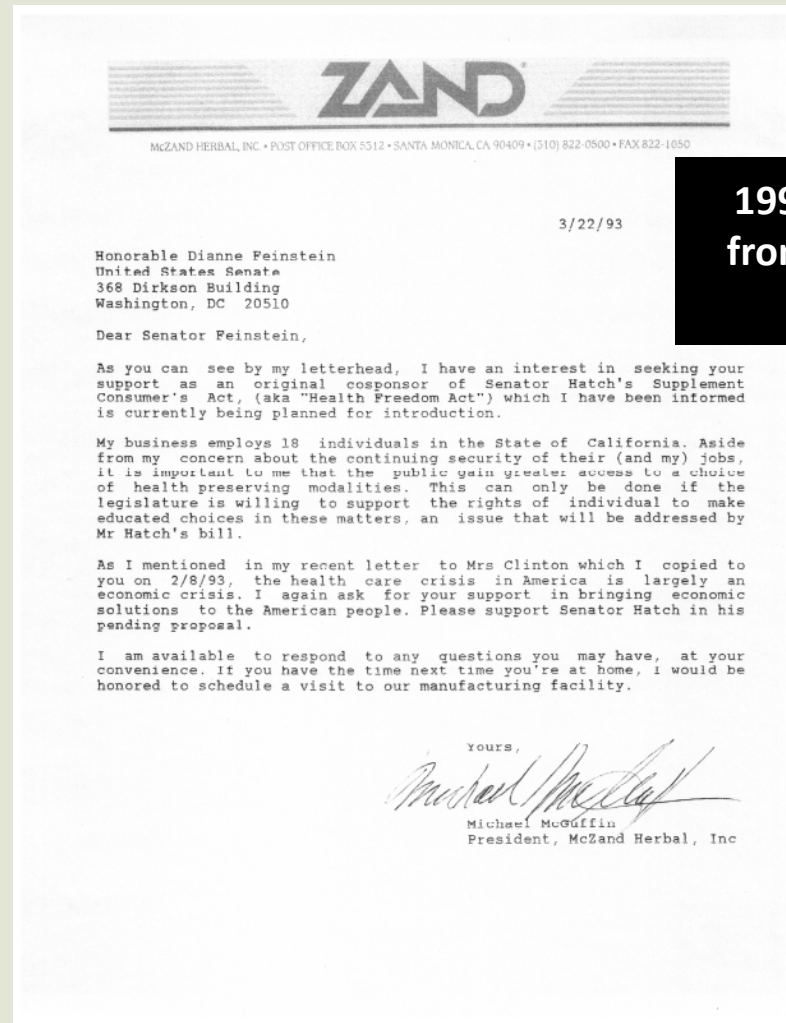 ZAND
McZAND HERBAL, INC. • POST OFFICE BOX 5312 • SANTA MONICA, CA 90409 • (310) 822-0500 • FAX 822-1050
199
from
3/22/93
Honorable Dianne Feinstein
United States Senate
368 Dirkson Building
Washington, DC 20510
Dear Senator Feinstein,
As you can see by my letterhead, I have an interest in seeking your
support as an original cosponsor of Senator Hatch's Supplement
Consumer's Act, (aka "Health Freedom Act") which I have been informed
is currently being planned for introduction.
My business employs 18 individuals in the State of California. Aside
from my concern about the continuing security of their (and my) jobs,
it is important to me that the public gain greater access to a choice
of health preserving modalities. This can only be done if the
legislature is willing to support the rights of individual to make
educated choices in these matters, an issue that will be addressed by
Mr Hatch's bill.
As I mentioned in my recent letter to Mrs Clinton which I copied to
you on 2/8/93, the health care crisis in America is largely an
economic crisis. I again ask for your support in bringing economic
solutions to the American people. Please support Senator Hatch in his
pending proposal.
I am available to respond to any questions you may have, at your
convenience. If you have the time next time you're at home, I would be
honored to schedule a visit to our manufacturing facility.
Yours,
Michael McGuffin
Michael McGuffin
President, McZand Herbal, Inc